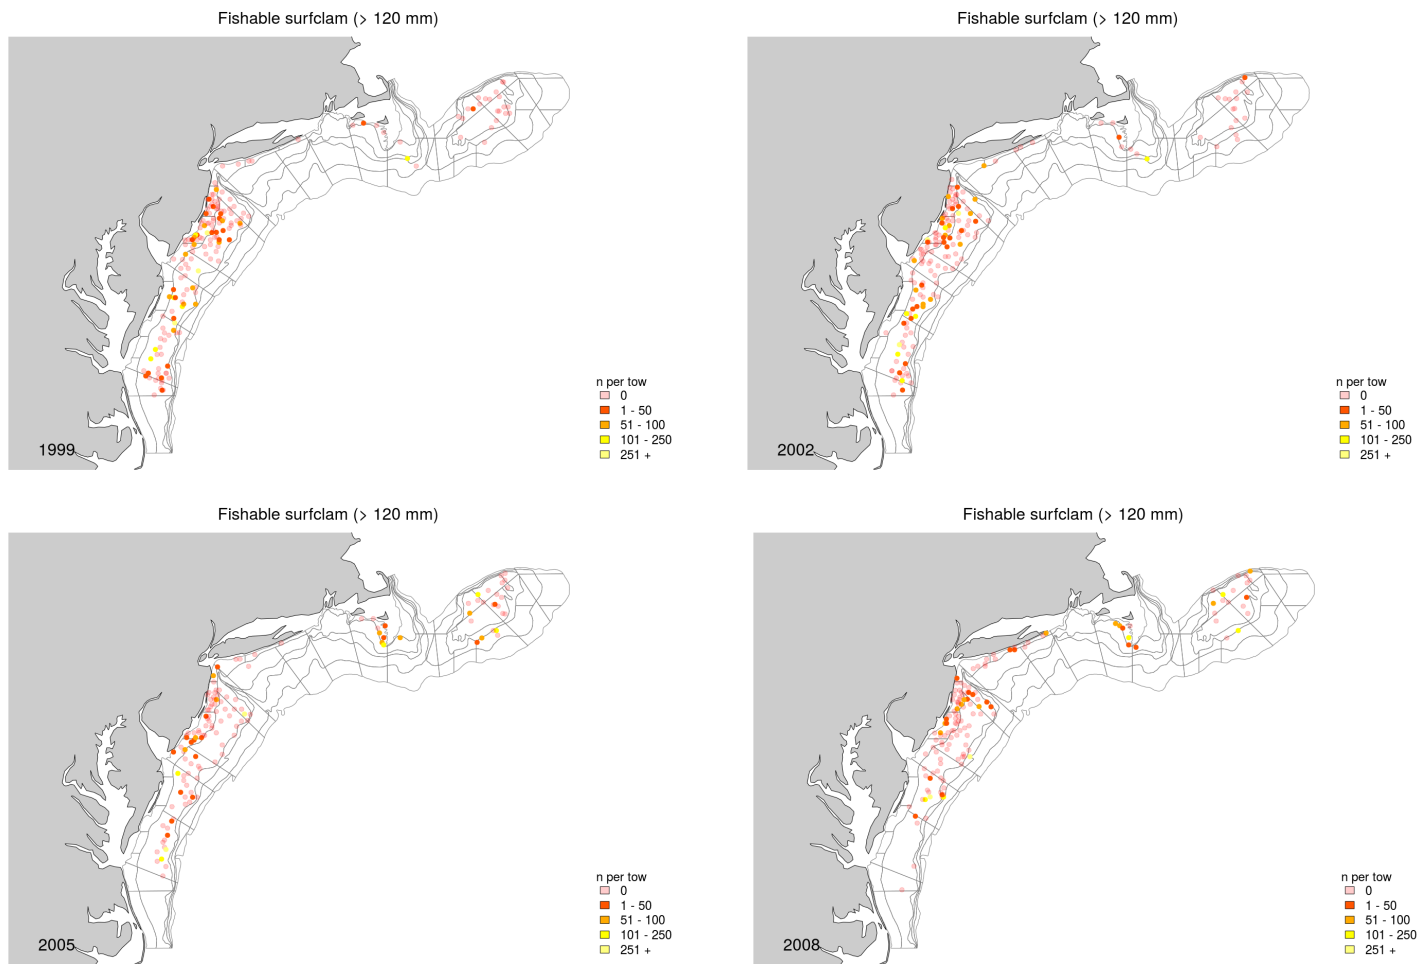 Fishable surfclam (> 120 mm)
n per tow
0
1 - 50
51 - 100
101 - 250
251 +
1999
Fishable surfclam (> 120 mm)
n per tow
0
1 - 50
51 - 100
101 - 250
251 +
2002
Fishable surfclam (> 120 mm)
n per tow
0
1 - 50
51 - 100
101 - 250
251 +
2005
Fishable surfclam (> 120 mm)
n per tow
0
1 - 50
51 - 100
101 - 250
251 +
2008